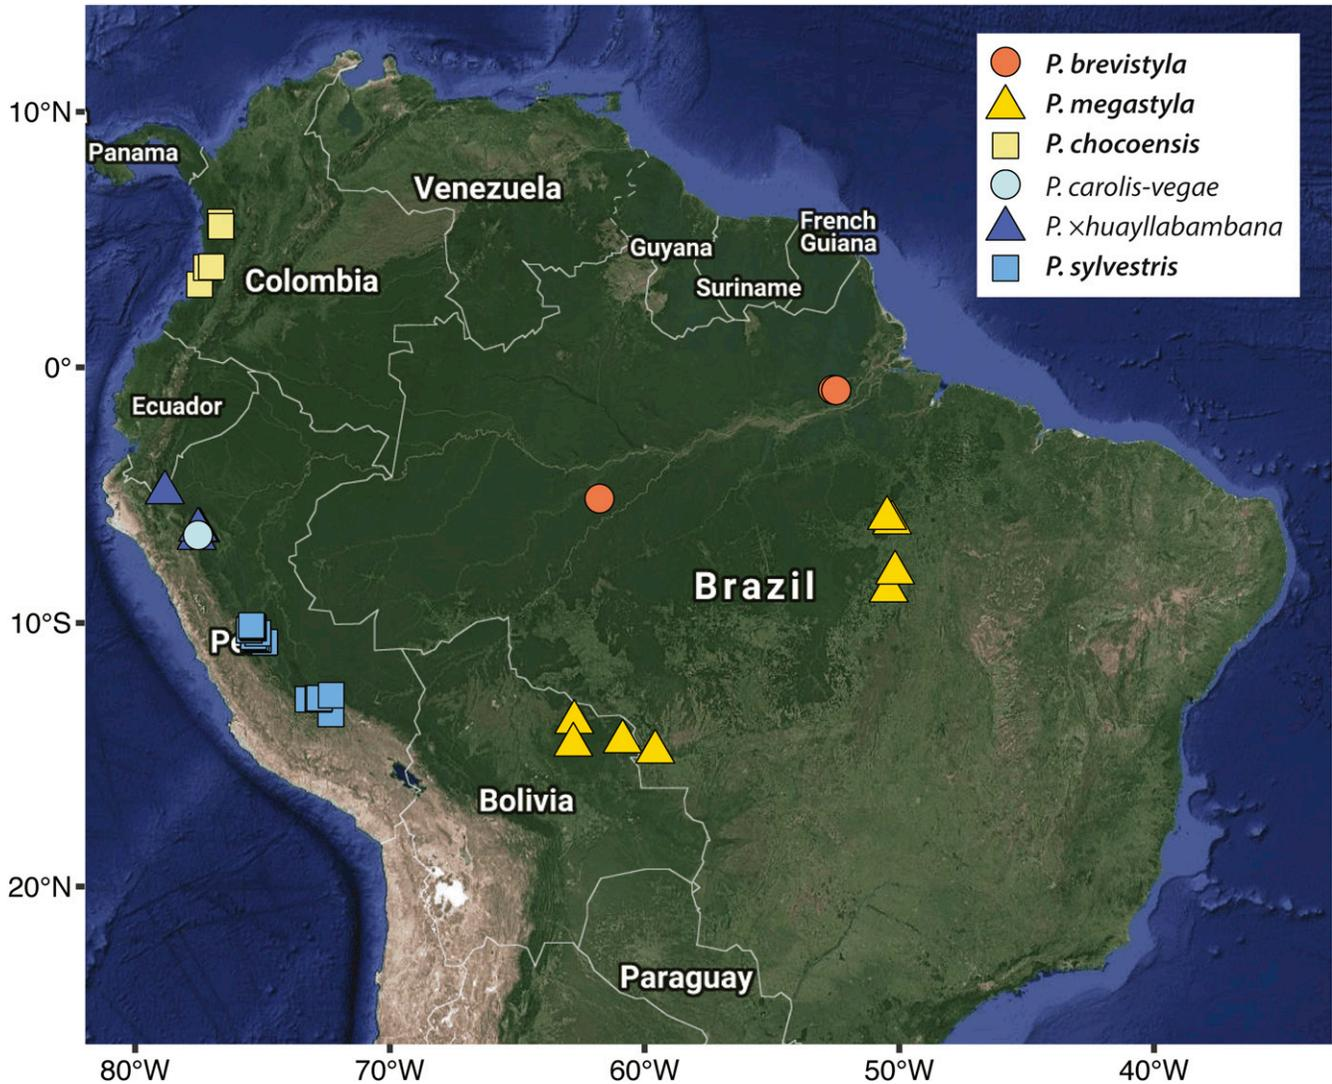 P. brevistyla
P. megastyla
P. chocoensis
P. carolis-vegae
P. ×huayllabambana
P. sylvestris
10°N
0°
10°S
20°N
80°W
70°W
60°W
50°W
40°W
Panama
Venezuela
Colombia
Guyana
Suriname
French
Guiana
Ecuador
Brazil
Pe
Bolivia
Paraguay